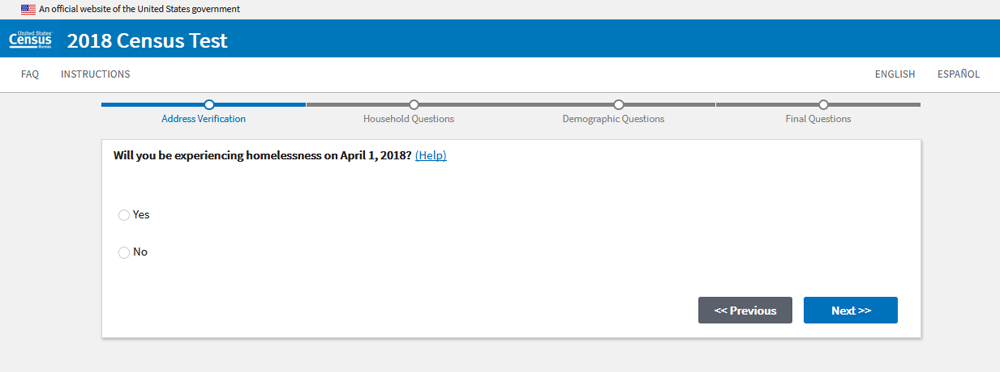 An official website of the United States government
United States
Census
Bureau
2018 Census Test
FAQ INSTRUCTIONS ENGLISH ESPAÑOL
Address Verification Household Questions Demographic Questions Final Questions
Will you be experiencing homelessness on April 1, 2018? (Help)
Yes
No
<< Previous Next >>